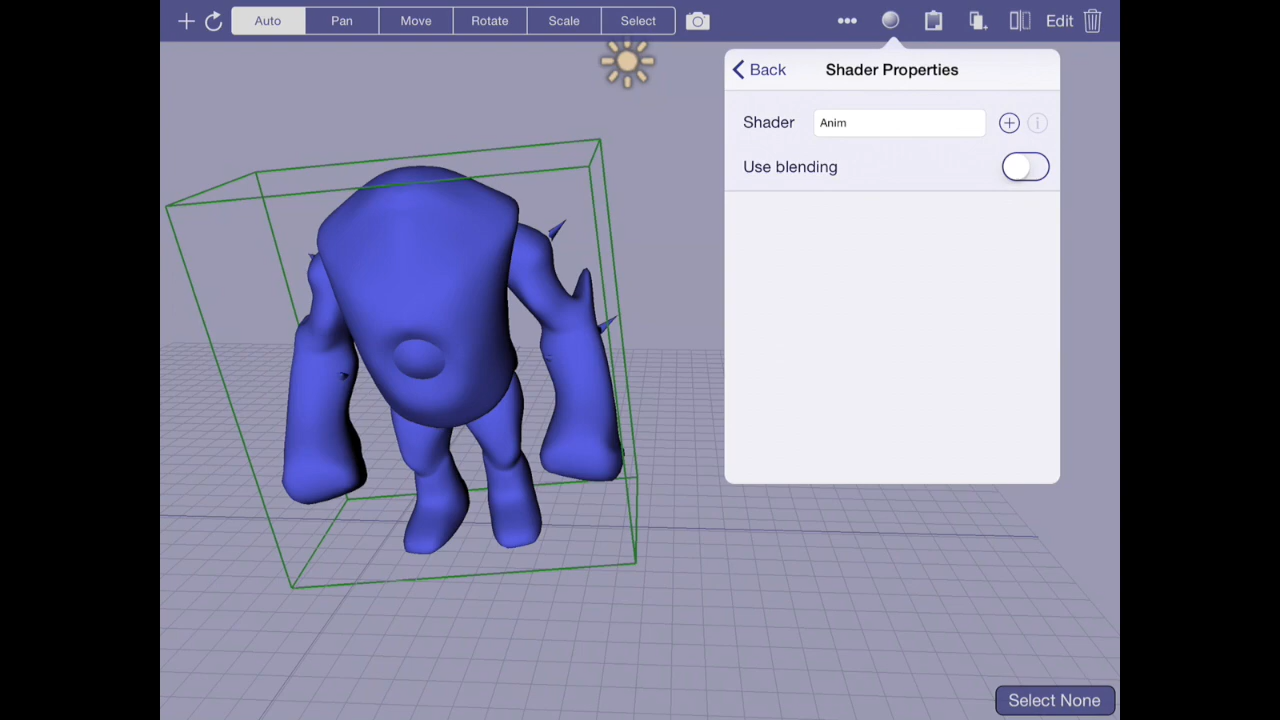 Auto Pan Move Rotate Scale Select Edit
Back Shader Properties
Shader Anim
Use blending
Select None